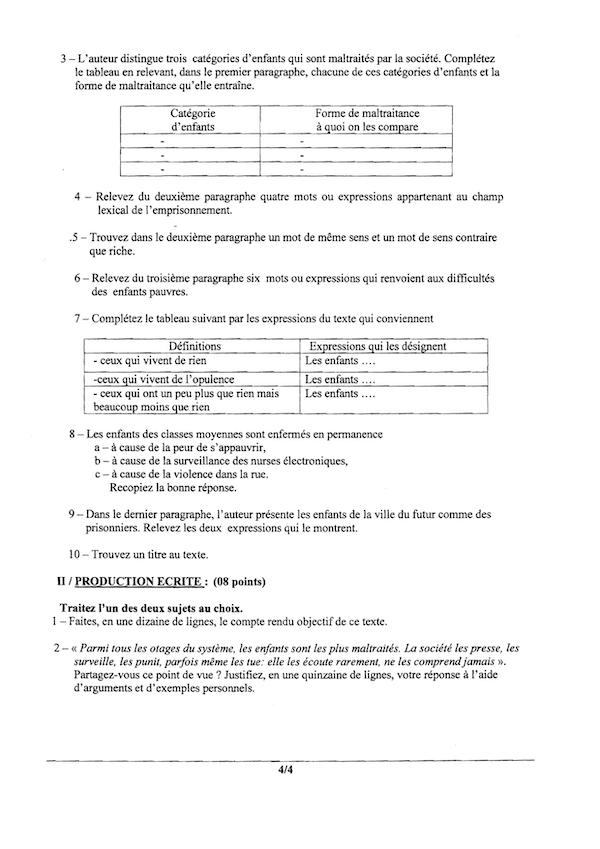 3 – L'auteur distingue trois catégories d'enfants qui sont maltraités par la société. Complétez
le tableau en relevant, dans le premier paragraphe, chacune de ces catégories d'enfants et la
forme de maltraitance qu'elle entraîne.
Catégorie Forme de maltraitance
d'enfants à quoi on les compare
- -
- -
- -
4 – Relevez du deuxième paragraphe quatre mots ou expressions appartenant au champ
lexical de l'emprisonnement.
.5 – Trouvez dans le deuxième paragraphe un mot de même sens et un mot de sens contraire
que riche.
6 – Relevez du troisième paragraphe six mots ou expressions qui renvoient aux difficultés
des enfants pauvres.
7 – Complétez le tableau suivant par les expressions du texte qui conviennent
Définitions Expressions qui les désignent
- ceux qui vivent de rien Les enfants ….
-ceux qui vivent de l'opulence Les enfants ….
- ceux qui ont un peu plus que rien mais Les enfants ….
beaucoup moins que rien
8 – Les enfants des classes moyennes sont enfermés en permanence
a – à cause de la peur de s'appauvrir,
b – à cause de la surveillance des nurses électroniques,
c – à cause de la violence dans la rue.
Recopiez la bonne réponse.
9 – Dans le dernier paragraphe, l'auteur présente les enfants de la ville du futur comme des
prisonniers. Relevez les deux expressions qui le montrent.
10 – Trouvez un titre au texte.
II / PRODUCTION ECRITE : (08 points)
Traitez l'un des deux sujets au choix.
1 – Faites, en une dizaine de lignes, le compte rendu objectif de ce texte.
2 – « Parmi tous les otages du système, les enfants sont les plus maltraités. La société les presse, les
surveille, les punit, parfois même les tue: elle les écoute rarement, ne les comprend jamais ».
Partagez-vous ce point de vue ? Justifiez, en une quinzaine de lignes, votre réponse à l'aide
d'arguments et d'exemples personnels.
4/4